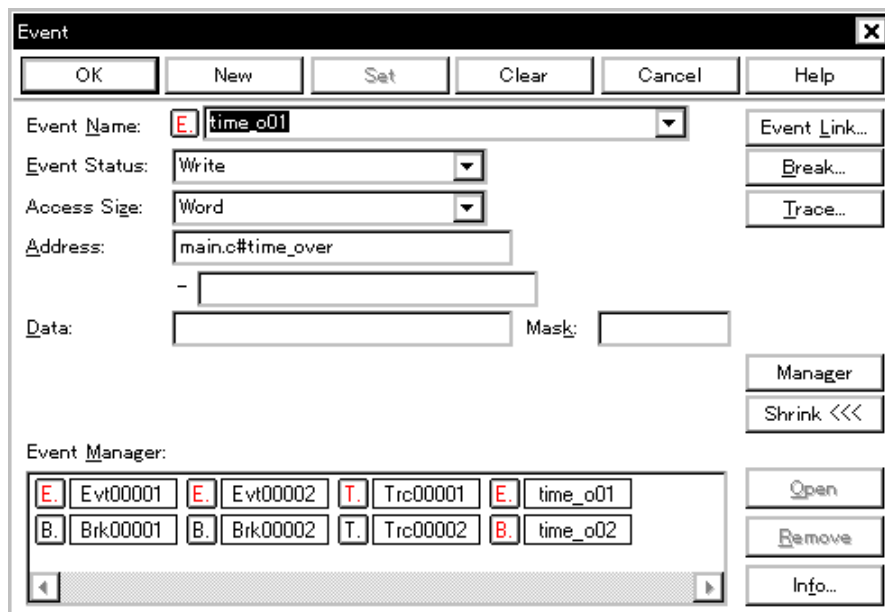 Event
OK New Set Clear Cancel Help
Event Name: E. time_o01 Event Link...
Event Status: Write Break...
Access Size: Word Trace...
Address: main.c#time_over
-
Data: Mask:
Manager
Shrink <<<
Event Manager:
E. Evt00001 E. Evt00002 T. Trc00001 E. time_o01 Open
B. Brk00001 B. Brk00002 T. Trc00002 B. time_o02 Remove
Info...